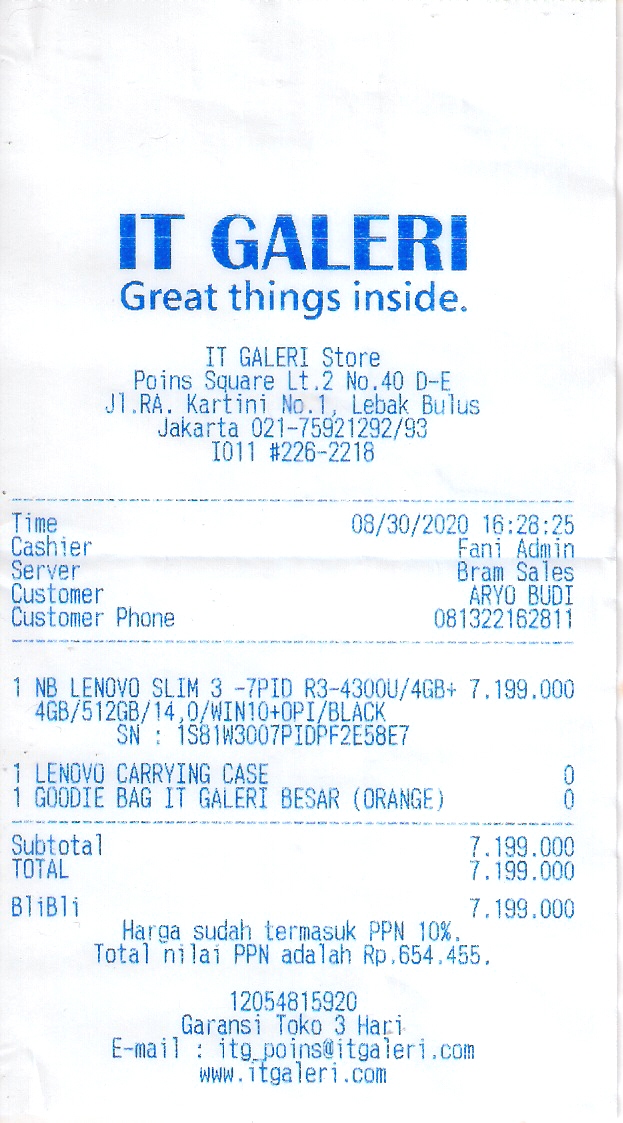 IT GALERI
Great things inside.
IT GALERI Store
Poins Square Lt.2 No.40 D-E
Jl.RA. Kartini No.1, Lebak Bulus
Jakarta 021-75921292/93
I011 #226-2218
Time 08/30/2020 16:28:25
Cashier Fani Admin
Server Bram Sales
Customer ARYO BUDI
Customer Phone 081322162811
1 NB LENOVO SLIM 3 -7PID R3-4300U/4GB+ 7.199.000
4GB/512GB/14,0/WIN10+OPI/BLACK
SN : 1S81W3007PIDPF2E58E7
1 LENOVO CARRYING CASE 0
1 GOODIE BAG IT GALERI BESAR (ORANGE) 0
Subtotal 7.199.000
TOTAL 7.199.000
BliBli 7.199.000
Harga sudah termasuk PPN 10%.
Total nilai PPN adalah Rp.654.455.
12054815920
Garansi Toko 3 Hari
E-mail : itg_poins@itgaleri.com
www.itgaleri.com